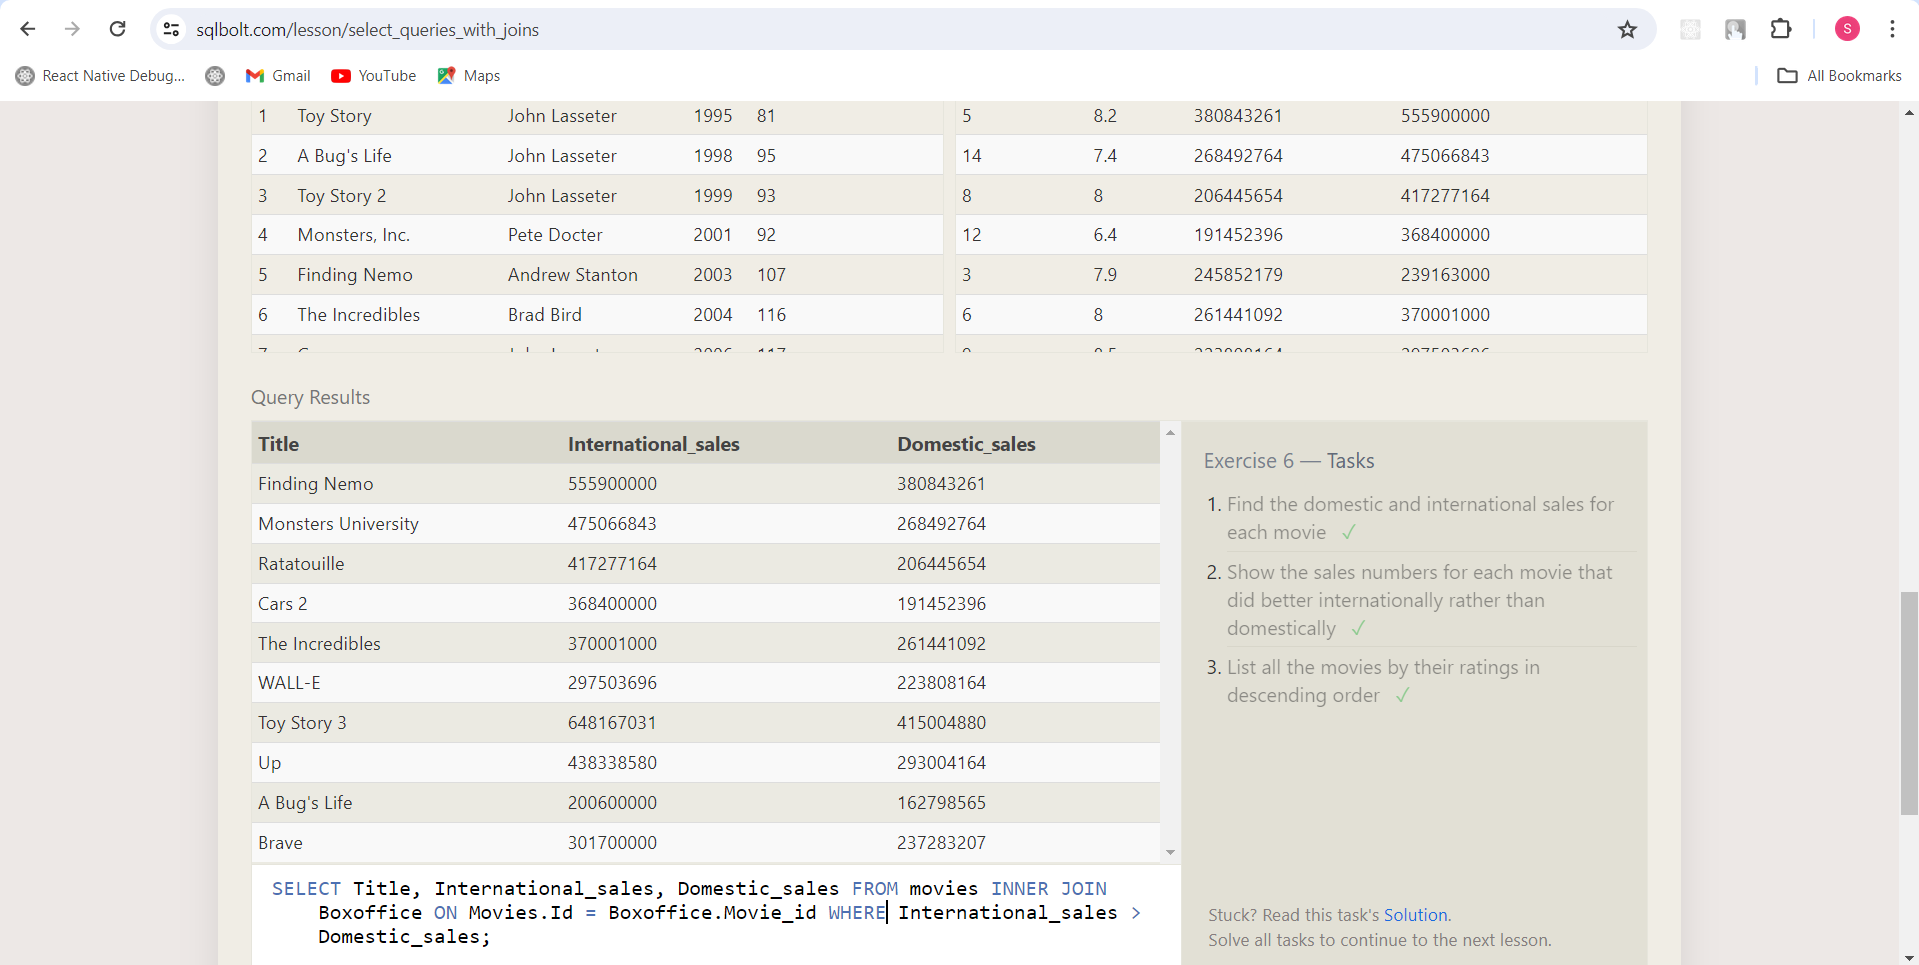 sqlbolt.com/lesson/select_queries_with_joins
S
React Native Debug... Gmail YouTube Maps All Bookmarks
1 Toy Story John Lasseter 1995 81 5 8.2 380843261 555900000
2 A Bug's Life John Lasseter 1998 95 14 7.4 268492764 475066843
3 Toy Story 2 John Lasseter 1999 93 8 8 206445654 417277164
4 Monsters, Inc. Pete Docter 2001 92 12 6.4 191452396 368400000
5 Finding Nemo Andrew Stanton 2003 107 3 7.9 245852179 239163000
6 The Incredibles Brad Bird 2004 116 6 8 261441092 370001000
Query Results
Title International_sales Domestic_sales
Finding Nemo 555900000 380843261
Monsters University 475066843 268492764
Ratatouille 417277164 206445654
Cars 2 368400000 191452396
The Incredibles 370001000 261441092
WALL-E 297503696 223808164
Toy Story 3 648167031 415004880
Up 438338580 293004164
A Bug's Life 200600000 162798565
Brave 301700000 237283207
SELECT Title, International_sales, Domestic_sales FROM movies INNER JOIN
Boxoffice ON Movies.Id = Boxoffice.Movie_id WHERE International_sales >
Domestic_sales;
Exercise 6 — Tasks
1. Find the domestic and international sales for
each movie ✓
2. Show the sales numbers for each movie that
did better internationally rather than
domestically ✓
3. List all the movies by their ratings in
descending order ✓
Stuck? Read this task's Solution.
Solve all tasks to continue to the next lesson.